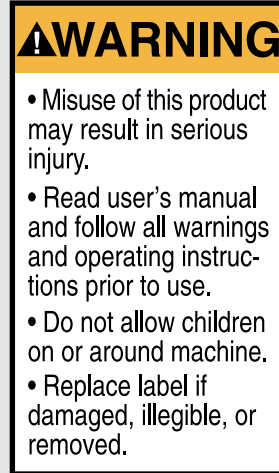 WARNING
• Misuse of this product
may result in serious
injury.
• Read user's manual
and follow all warnings
and operating instruc-
tions prior to use.
• Do not allow children
on or around machine.
• Replace label if
damaged, illegible, or
removed.